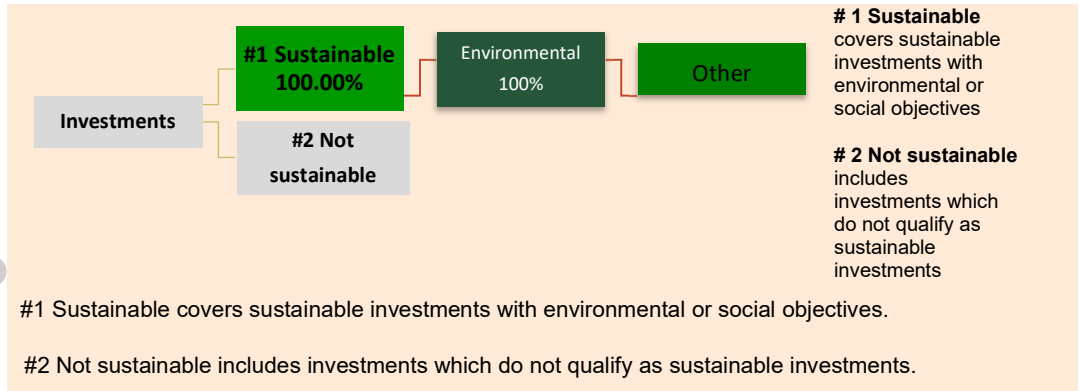 Investments
#1 Sustainable
100.00%
#2 Not
sustainable
Environmental
100%
Other
# 1 Sustainable
covers sustainable
investments with
environmental or
social objectives
# 2 Not sustainable
includes
investments which
do not qualify as
sustainable
investments
#1 Sustainable covers sustainable investments with environmental or social objectives.
#2 Not sustainable includes investments which do not qualify as sustainable investments.